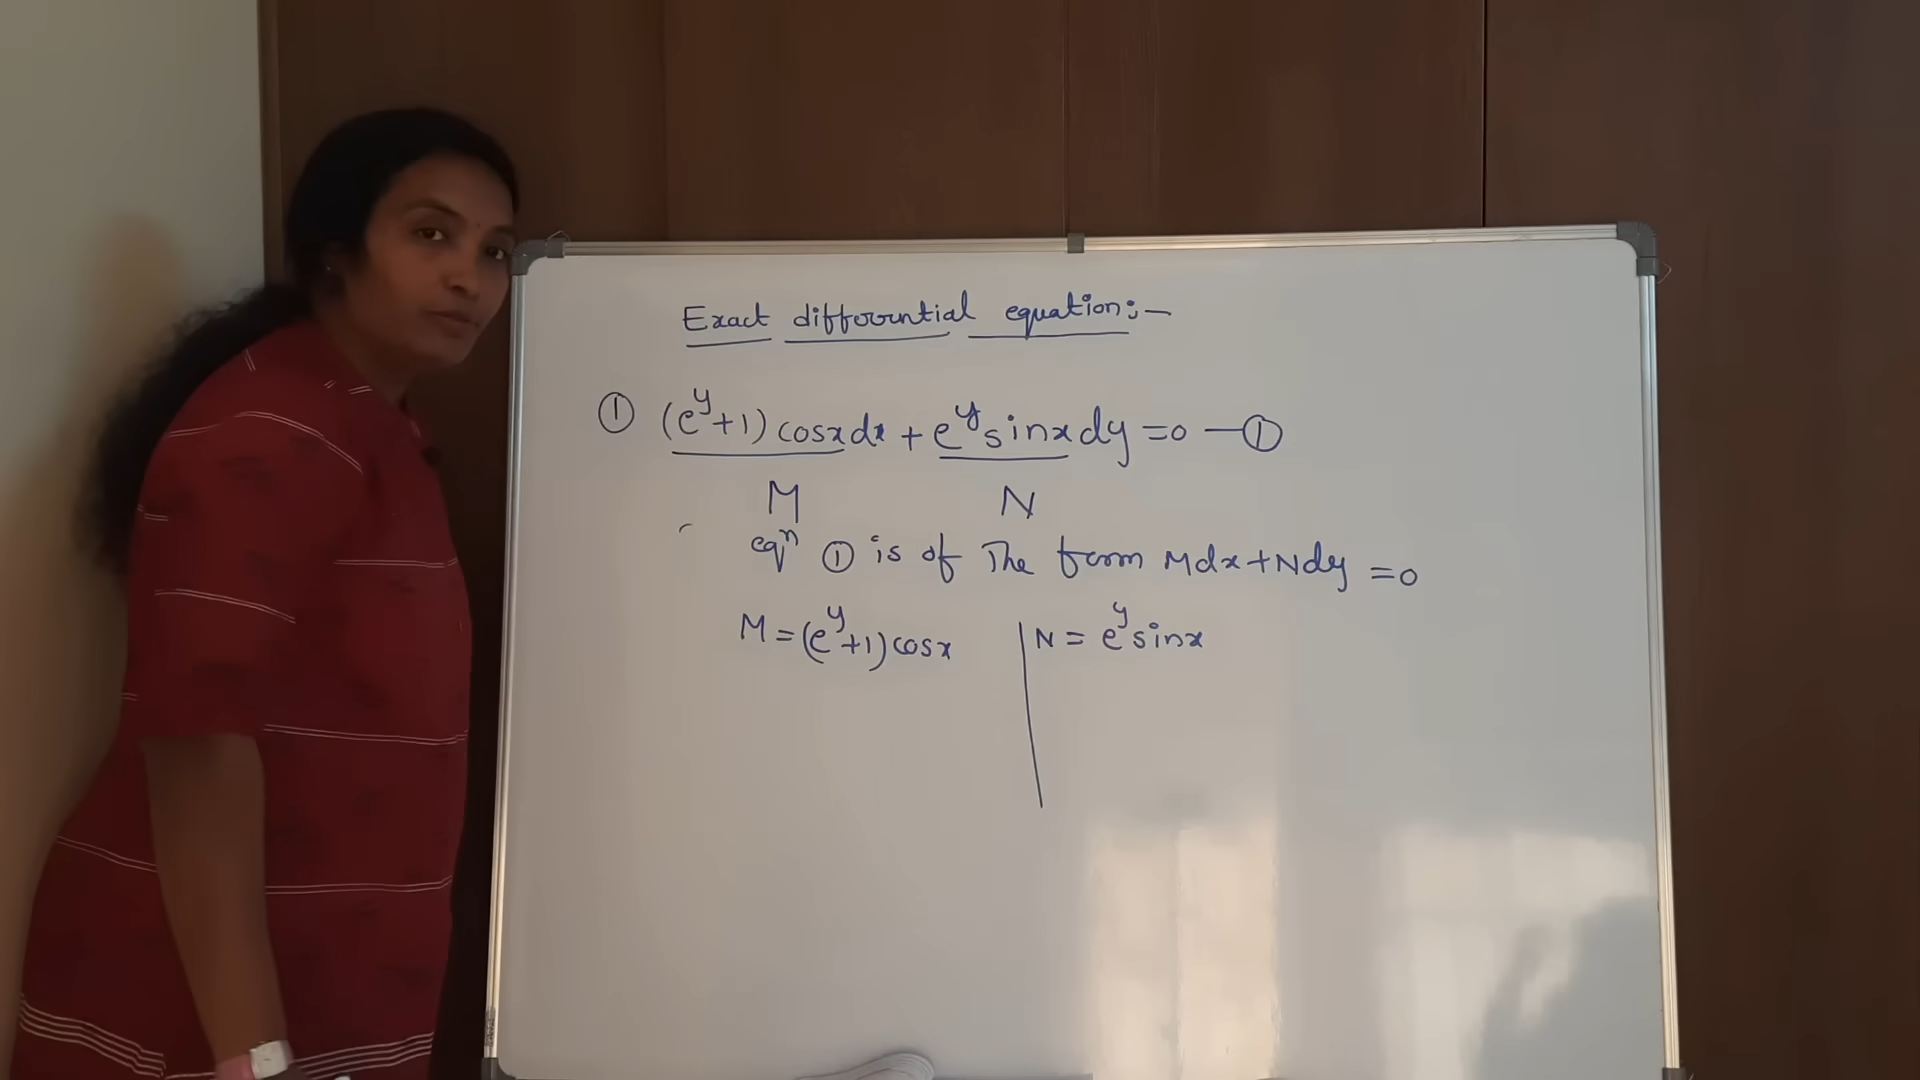 Exact differential equation:-
① (e^y+1) cosx dx + e^y sinx dy = 0 — ①
M N
eqⁿ ① is of The form Mdx+Ndy = 0
M = (e^y+1) cosx | N = e^y sinx